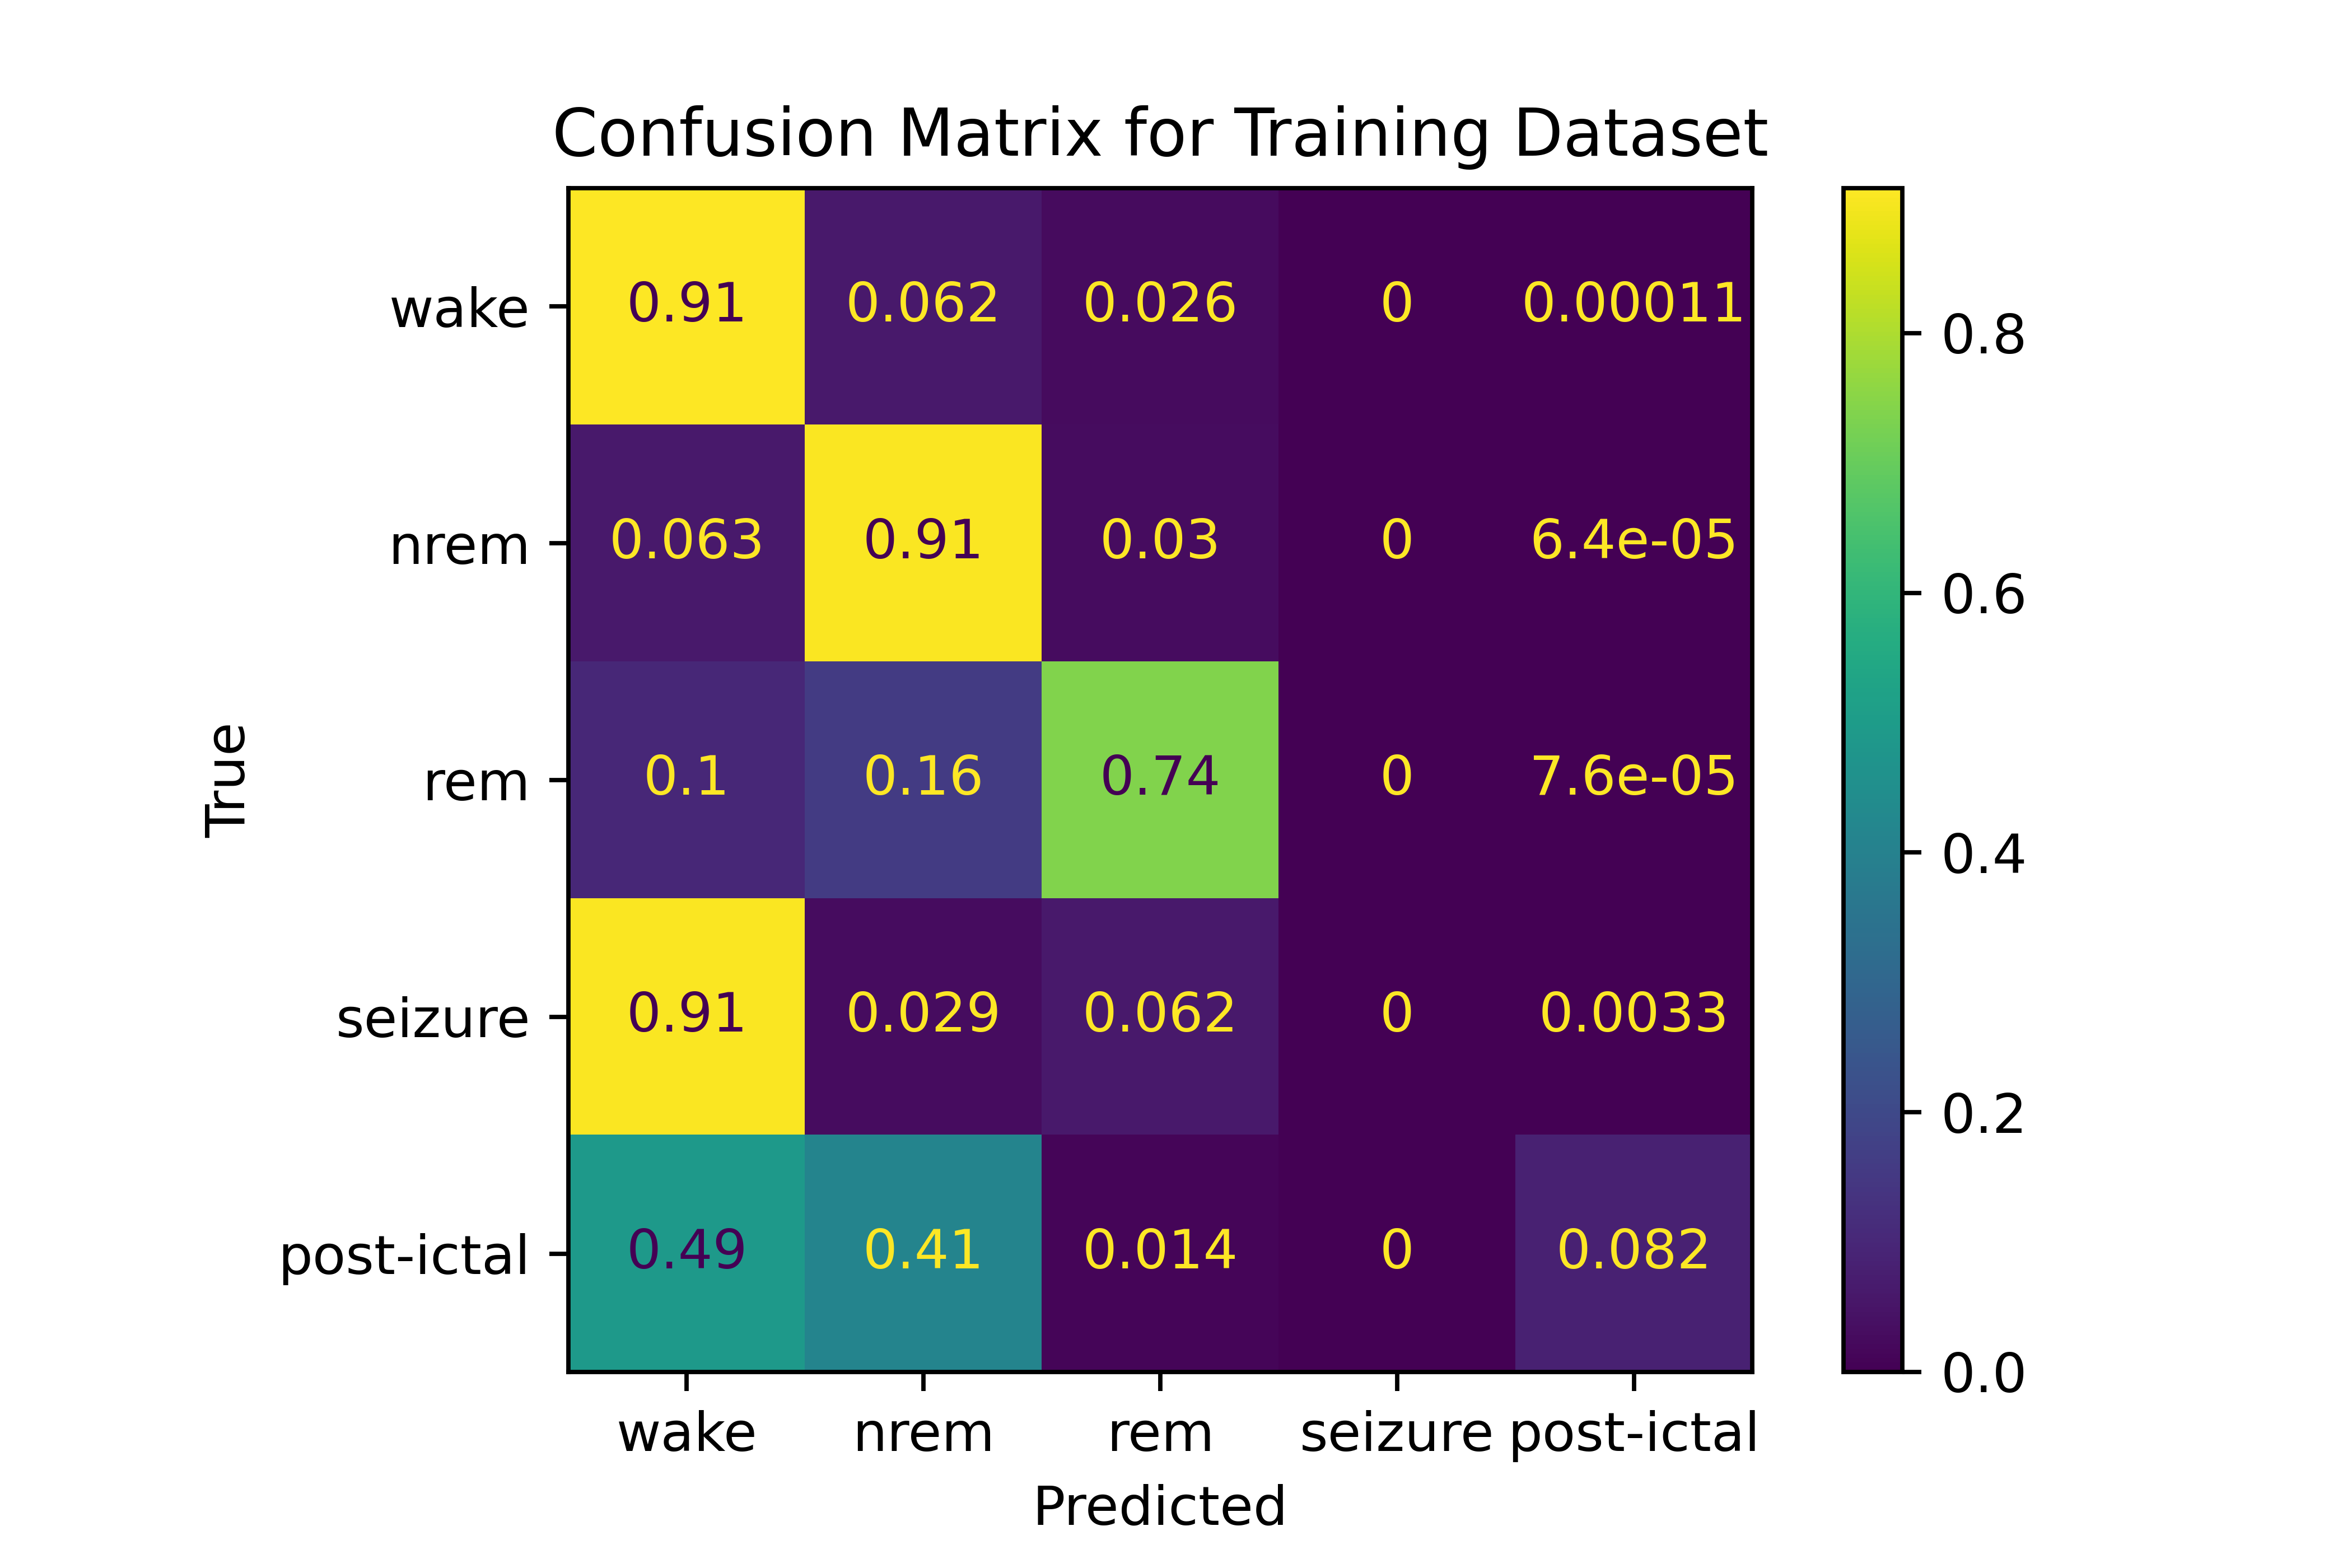 Confusion Matrix for Training Dataset
wake 0.91 0.062 0.026 0 0.00011
nrem 0.063 0.91 0.03 0 6.4e-05
rem 0.1 0.16 0.74 0 7.6e-05
seizure 0.91 0.029 0.062 0 0.0033
post-ictal 0.49 0.41 0.014 0 0.082
wake nrem rem seizure post-ictal
Predicted
True
0.8
0.6
0.4
0.2
0.0